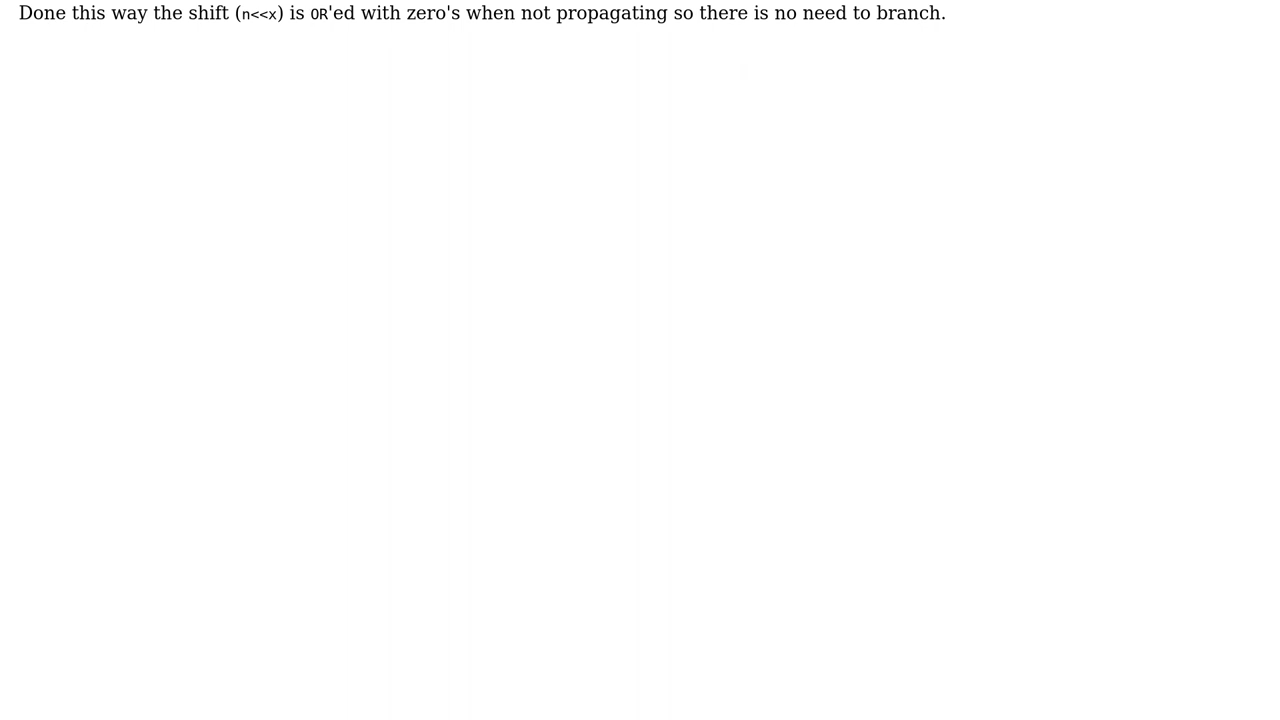 Done this way the shift (n<<x) is OR'ed with zero's when not propagating so there is no need to branch.